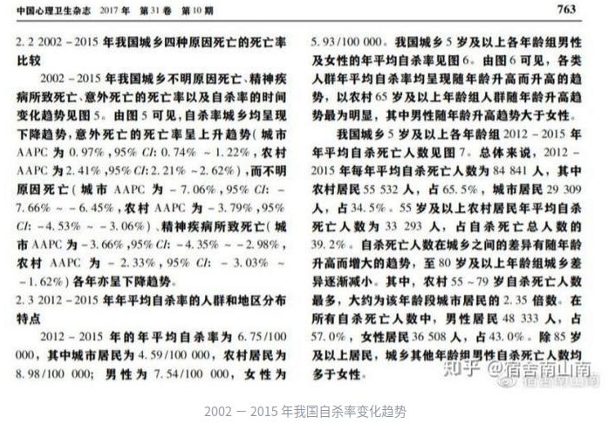 中国心理卫生杂志 2017 年 第 31 卷 第 10 期
763
2.2 2002-2015 年我国城乡四种原因死亡的死亡率
比较
2002-2015 年我国城乡不明原因死亡、精神疾
病所致死亡、意外死亡的死亡率以及自杀率的时间
变化趋势见图 5。由图 5 可见,自杀率城乡均呈现
下降趋势,意外死亡的死亡率呈上升趋势(城市
AAPC 为 0.97%,95% CI: 0.74% ~ 1.22%,农村
AAPC 为 2.41%,95% CI: 2.21% ~ 2.62%),而不明
原因死亡(城市 AAPC 为 - 7.06%,95% CI: -
7.66% ~ - 6.45%,农村 AAPC 为 - 3.79%,95%
CI: -4.53% ~ - 3.06%)、精神疾病所致死亡(城
市 AAPC 为 -3.66%,95% CI: -4.35% ~ -2.98%,
农村 AAPC 为 - 2.33%,95% CI: - 3.03% ~
-1.62%)各年亦呈下降趋势。
2.3 2012-2015 年年平均自杀率的人群和地区分布
特点
2012-2015 年的年平均自杀率为 6.75/100
000,其中城市居民为 4.59/100 000,农村居民为
8.98/100 000; 男性为 7.54/100 000,女性为
5.93/100 000。我国城乡 5 岁及以上各年龄组男性
及女性的年平均自杀率见图 6。由图 6 可见,各类
人群年平均自杀率均呈现随年龄升高而升高的趋
势,以农村 65 岁及以上年龄组人群随年龄升高趋
势最为明显,其中男性随年龄升高趋势大于女性。
我国城乡 5 岁及以上各年龄组 2012-2015 年
年平均自杀死亡人数见图 7。总体来说,2012-
2015 年每年平均自杀死亡人数为 84 841 人,其中
农村居民 55 532 人,占 65.5%,城市居民 29 309
人,占 34.5%。55 岁及以上农村居民年平均自杀
死亡人数为 33 293 人,占自杀死亡总人数的
39.2%。自杀死亡人数在城乡之间的差异有随年龄
升高而增大的趋势,至 80 岁及以上年龄组城乡差
异逐渐减小。其中,农村 55~79 岁自杀死亡人数
最多,大约为该年龄段城市居民的 2.35 倍数。在
所有自杀死亡人数中,男性居民 48 333 人,占
57.0%,女性居民 36 508 人,占 43.0%。除 85 岁
及以上居民,城乡其他年龄组男性自杀死亡人数均
多于女性。
知乎 @宿舍南山南
宿舍南山南
2002 － 2015 年我国自杀率变化趋势